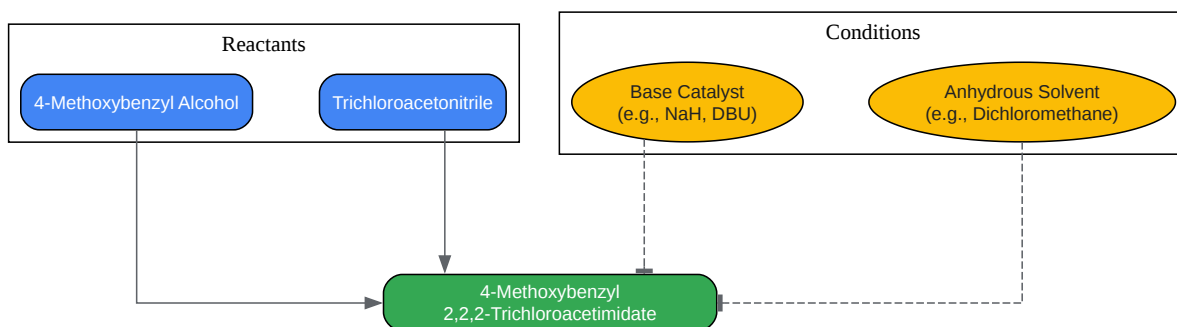 Reactants
Conditions
4-Methoxybenzyl Alcohol
Trichloroacetonitrile
Base Catalyst
(e.g., NaH, DBU)
Anhydrous Solvent
(e.g., Dichloromethane)
4-Methoxybenzyl
2,2,2-Trichloroacetimidate